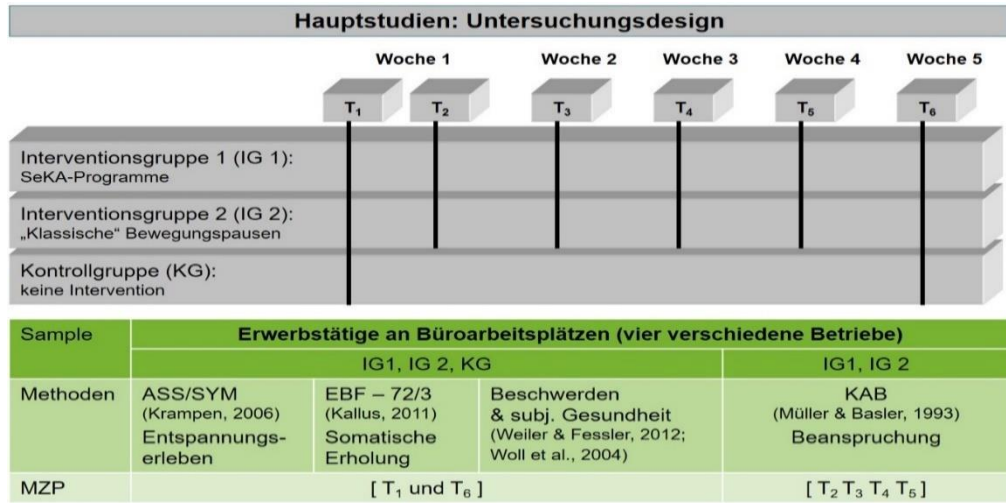 Hauptstudien: Untersuchungsdesign
Woche 1 Woche 2 Woche 3 Woche 4 Woche 5
T1 T2 T3 T4 T5 T6
Interventionsgruppe 1 (IG 1):
SeKA-Programme
Interventionsgruppe 2 (IG 2):
„Klassische“ Bewegungspausen
Kontrollgruppe (KG):
keine Intervention
Sample
Erwerbstätige an Büroarbeitsplätzen (vier verschiedene Betriebe)
IG1, IG 2, KG
IG1, IG 2
Methoden
ASS/SYM
(Krampen, 2006)
Entspannungs-
erleben
EBF – 72/3
(Kallus, 2011)
Somatische
Erholung
Beschwerden
& subj. Gesundheit
(Weiler & Fessler, 2012;
Woll et al., 2004)
KAB
(Müller & Basler, 1993)
Beanspruchung
MZP
[ T1 und T6 ]
[ T2 T3 T4 T5 ]